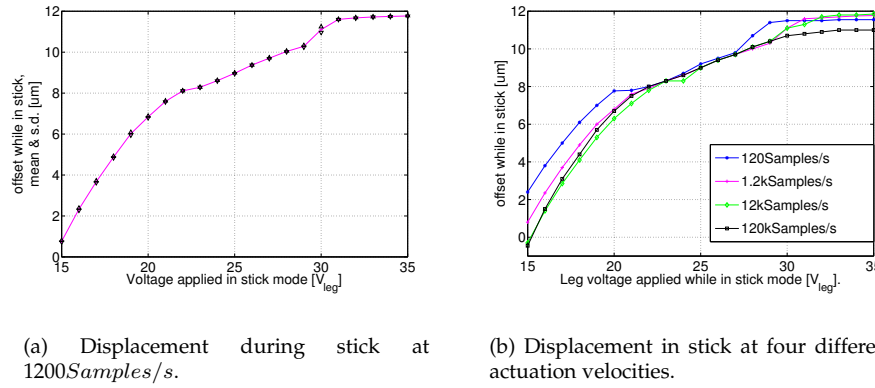 offset while in stick,
mean & s.d. [um]
12
10
8
6
4
2
0
15 20 25 30 35
Voltage applied in stick mode [V_leg]
offset while in stick [um]
12
10
8
6
4
2
0
15 20 25 30 35
Leg voltage applied while in stick mode [V_leg].
120Samples/s
1.2kSamples/s
12kSamples/s
120kSamples/s
(a) Displacement during stick at
1200Samples/s.
(b) Displacement in stick at four differe
actuation velocities.